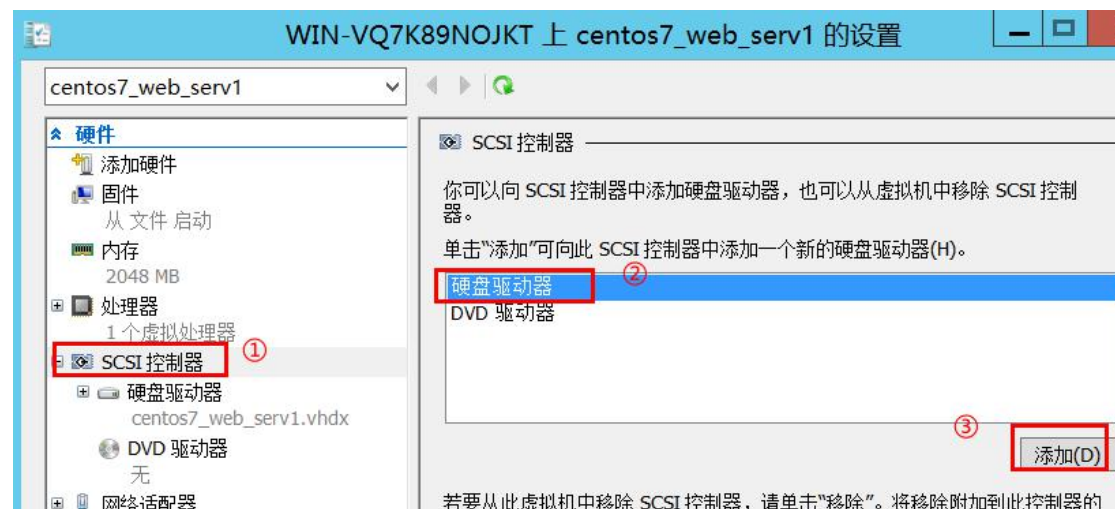 WIN-VQ7K89NOJKT 上 centos7_web_serv1 的设置
centos7_web_serv1
硬件
添加硬件
固件
从 文件 启动
内存
2048 MB
处理器
1 个虚拟处理器
SCSI 控制器 ①
硬盘驱动器
centos7_web_serv1.vhdx
DVD 驱动器
无
网络适配器
SCSI 控制器
你可以向 SCSI 控制器中添加硬盘驱动器，也可以从虚拟机中移除 SCSI 控制
器。
单击“添加”可向此 SCSI 控制器中添加一个新的硬盘驱动器(H)。
硬盘驱动器 ②
DVD 驱动器
③
添加(D)
若要从此虚拟机中移除 SCSI 控制器，请单击“移除”。将移除附加到此控制器的